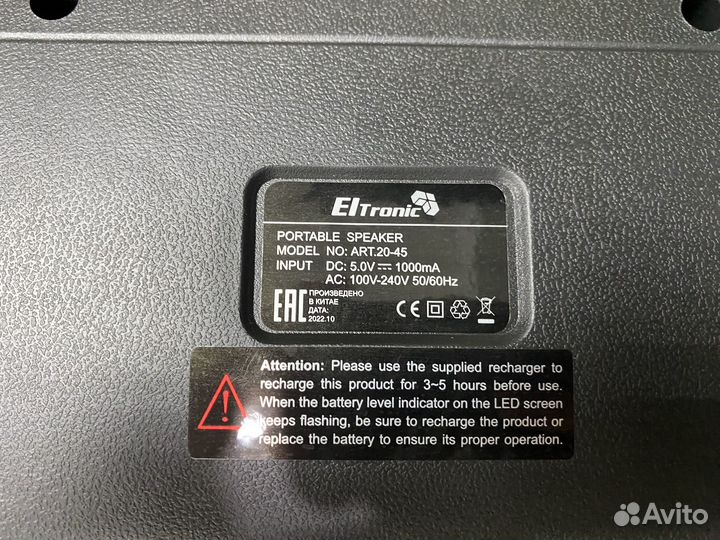 ElTronic
PORTABLE SPEAKER
MODEL NO: ART.20-45
INPUT DC: 5.0V 1000mA
AC: 100V-240V 50/60Hz
EAC
ПРОИЗВЕДЕНО
В КИТАЕ
ДАТА:
2022.10
CE
Attention: Please use the supplied recharger to
recharge this product for 3~5 hours before use.
When the battery level indicator on the LED screen
keeps flashing, be sure to recharge the product or
replace the battery to ensure its proper operation.
Avito